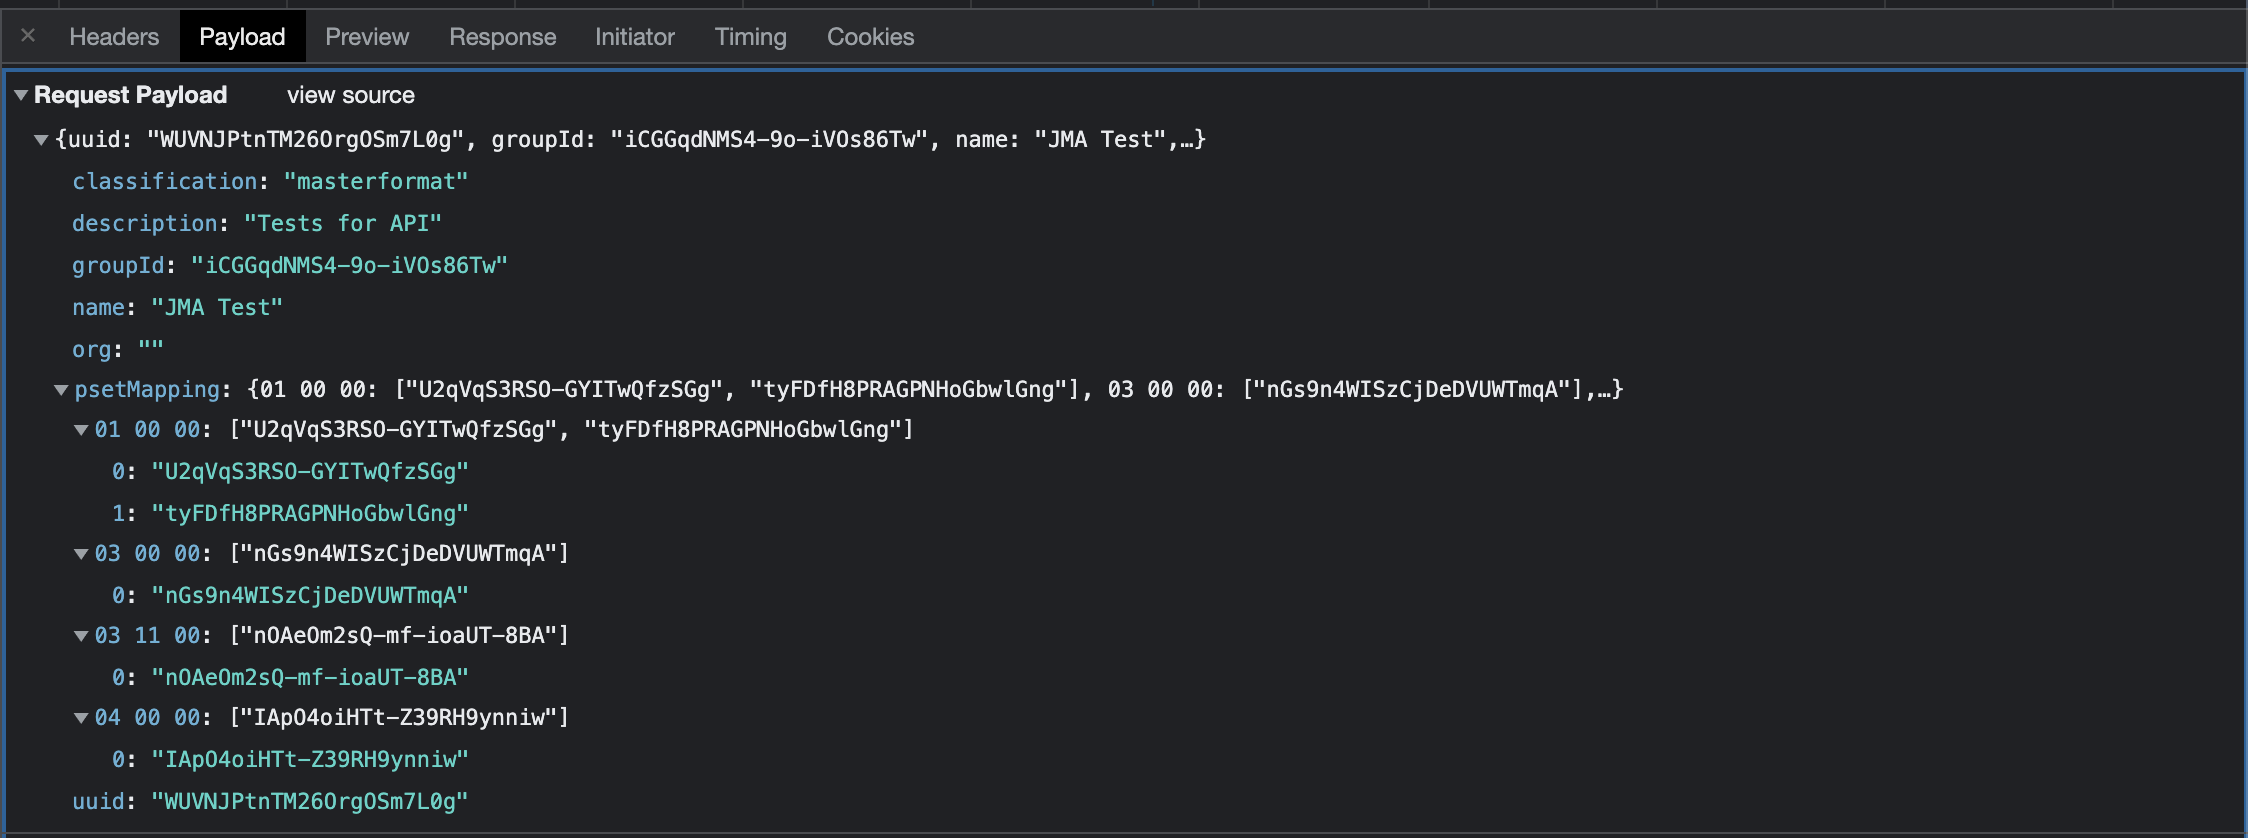 × Headers Payload Preview Response Initiator Timing Cookies
▼Request Payload view source
▼{uuid: "WUVNJPtnTM26OrgOSm7L0g", groupId: "iCGGqdNMS4-9o-iVOs86Tw", name: "JMA Test",…}
classification: "masterformat"
description: "Tests for API"
groupId: "iCGGqdNMS4-9o-iVOs86Tw"
name: "JMA Test"
org: ""
▼psetMapping: {01 00 00: ["U2qVqS3RSO-GYITwQfzSGg", "tyFDfH8PRAGPNHoGbwlGng"], 03 00 00: ["nGs9n4WISzCjDeDVUWTmqA"],…}
▼01 00 00: ["U2qVqS3RSO-GYITwQfzSGg", "tyFDfH8PRAGPNHoGbwlGng"]
0: "U2qVqS3RSO-GYITwQfzSGg"
1: "tyFDfH8PRAGPNHoGbwlGng"
▼03 00 00: ["nGs9n4WISzCjDeDVUWTmqA"]
0: "nGs9n4WISzCjDeDVUWTmqA"
▼03 11 00: ["nOAeOm2sQ-mf-ioaUT-8BA"]
0: "nOAeOm2sQ-mf-ioaUT-8BA"
▼04 00 00: ["IApO4oiHTt-Z39RH9ynniw"]
0: "IApO4oiHTt-Z39RH9ynniw"
uuid: "WUVNJPtnTM26OrgOSm7L0g"